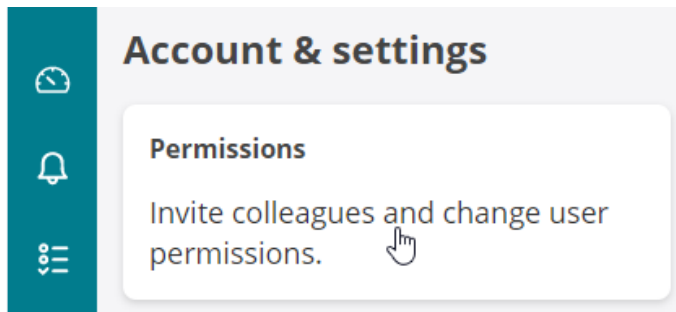 Account & settings
Permissions
Invite colleagues and change user
permissions.